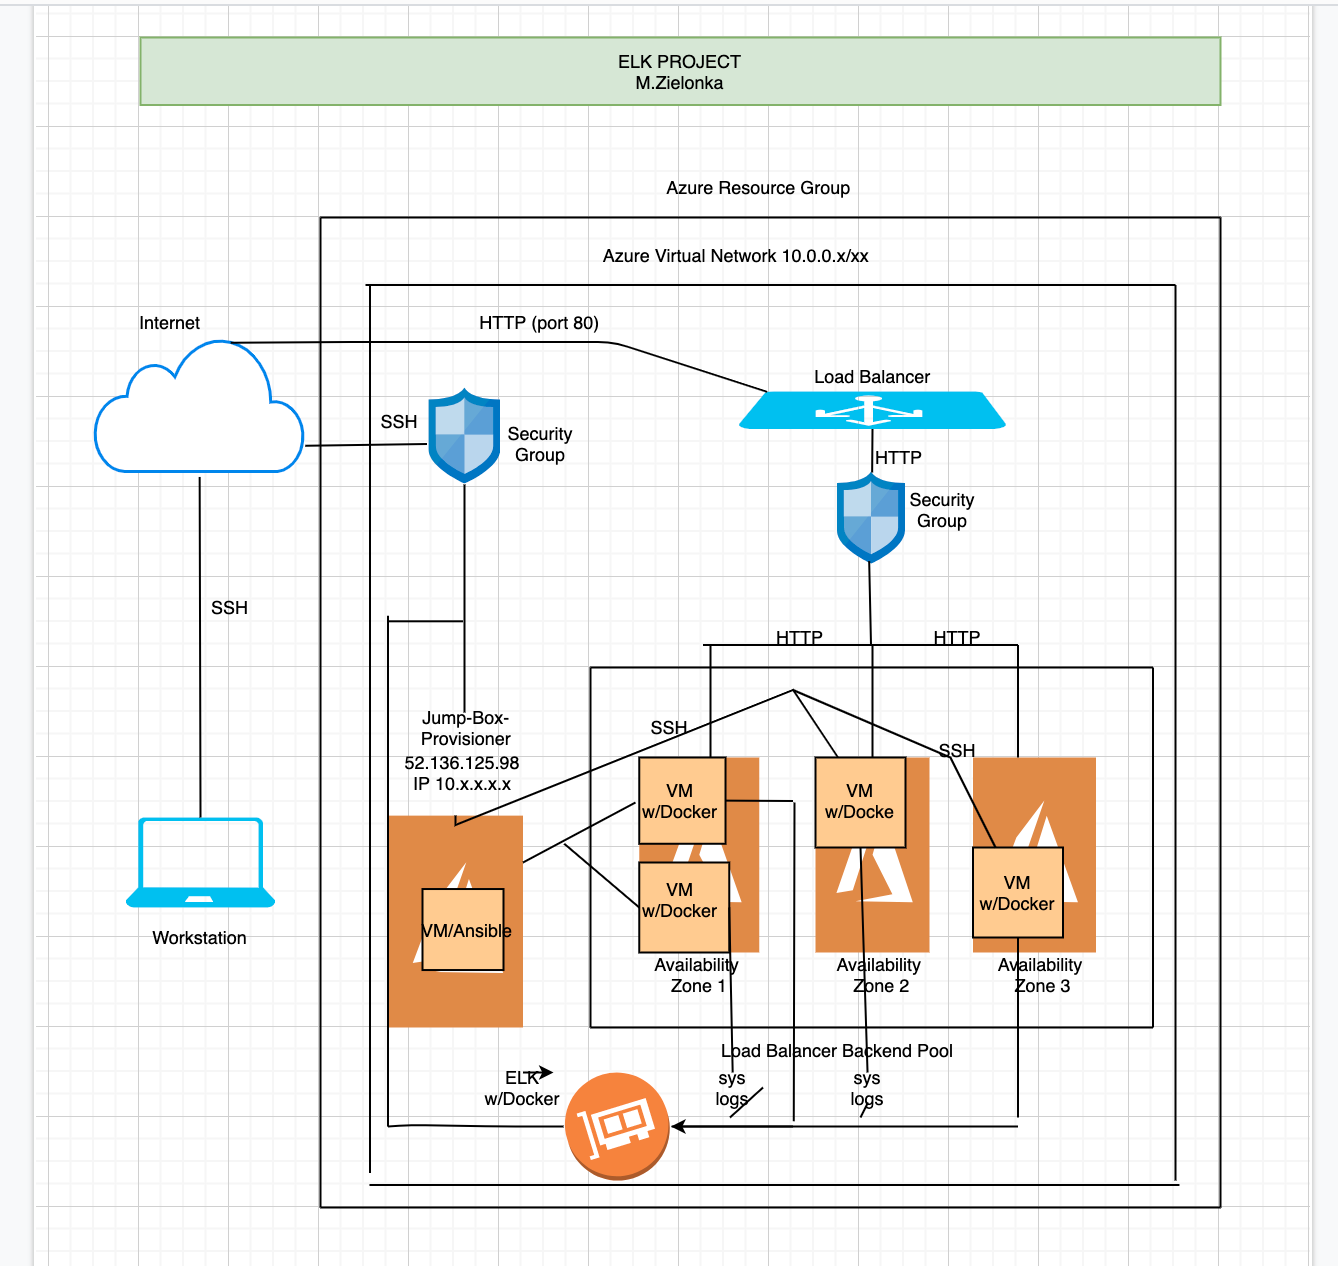 ELK PROJECT
M.Zielonka
Azure Resource Group
Azure Virtual Network 10.0.0.x/xx
Internet
HTTP (port 80)
Load Balancer
SSH
Security
Group
HTTP
Security
Group
SSH
HTTP
HTTP
Jump-Box-
Provisioner
52.136.125.98
IP 10.x.x.x.x
SSH
SSH
VM
w/Docker
VM
w/Docke
VM
w/Docker
VM
w/Docker
VM/Ansible
Workstation
Availability
Zone 1
Availability
Zone 2
Availability
Zone 3
Load Balancer Backend Pool
ELK
w/Docker
sys
logs
sys
logs